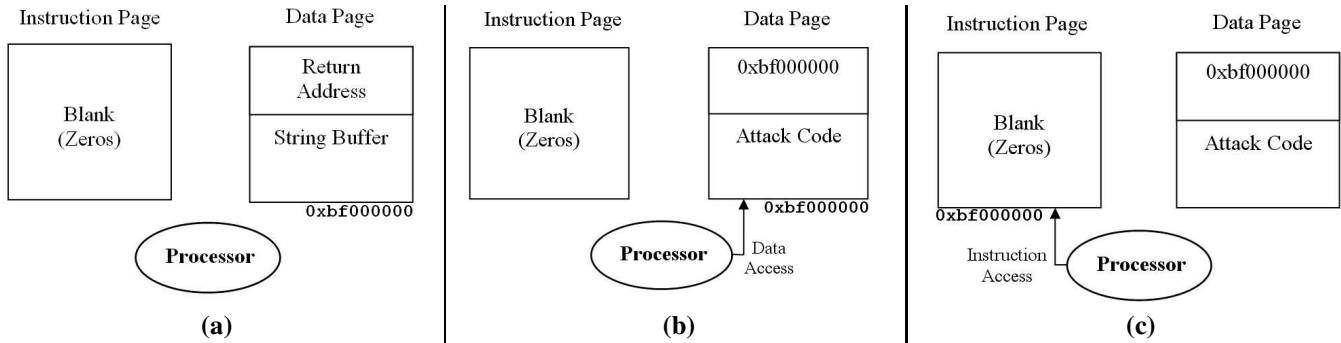 Instruction Page
Data Page
Blank
(Zeros)
Return
Address
String Buffer
0xbf000000
Processor
(a)
Instruction Page
Data Page
Blank
(Zeros)
0xbf000000
Attack Code
0xbf000000
Processor
Data
Access
(b)
Instruction Page
Data Page
Blank
(Zeros)
0xbf000000
Attack Code
0xbf000000
Instruction
Access
Processor
(c)